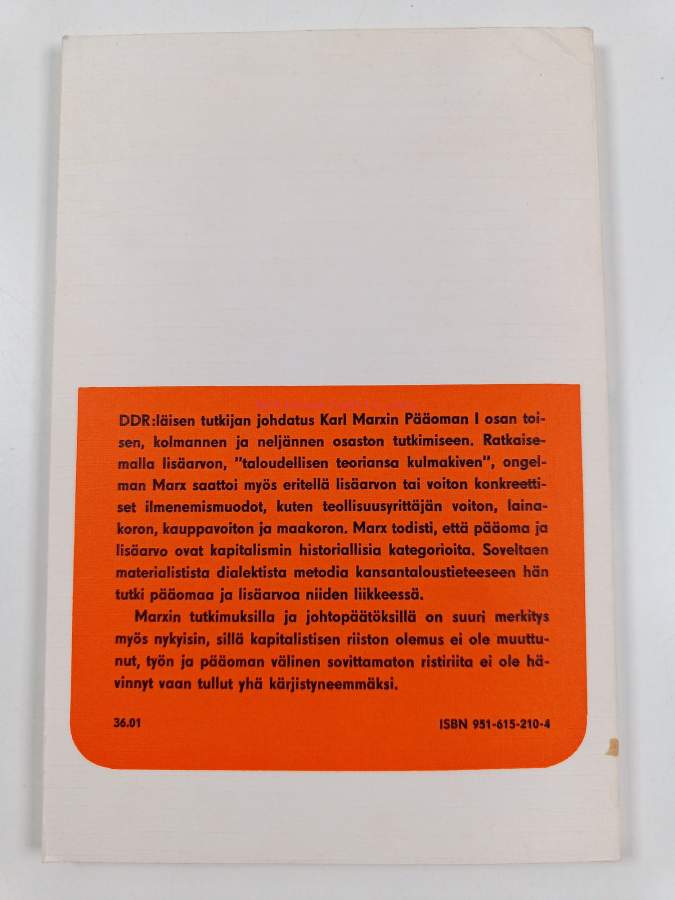 DDR:läisen tutkijan johdatus Karl Marxin Pääoman I osan toi-
sen, kolmannen ja neljännen osaston tutkimiseen. Ratkaise-
malla lisäarvon, "taloudellisen teoriansa kulmakiven", ongel-
man Marx saattoi myös eritellä lisäarvon tai voiton konkreetti-
set ilmenemismuodot, kuten teollisuusyrittäjän voiton, laina-
koron, kauppavoiton ja maakoron. Marx todisti, että pääoma ja
lisäarvo ovat kapitalismin historiallisia kategorioita. Soveltaen
materialistista dialektista metodia kansantaloustieteeseen hän
tutki pääomaa ja lisäarvoa niiden liikkeessä.
Marxin tutkimuksilla ja johtopäätöksillä on suuri merkitys
myös nykyisin, sillä kapitalistisen riiston olemus ei ole muuttu-
nut, työn ja pääoman välinen sovittamaton ristiriita ei ole hä-
vinnyt vaan tullut yhä kärjistyneemmäksi.
36.01 ISBN 951-615-210-4